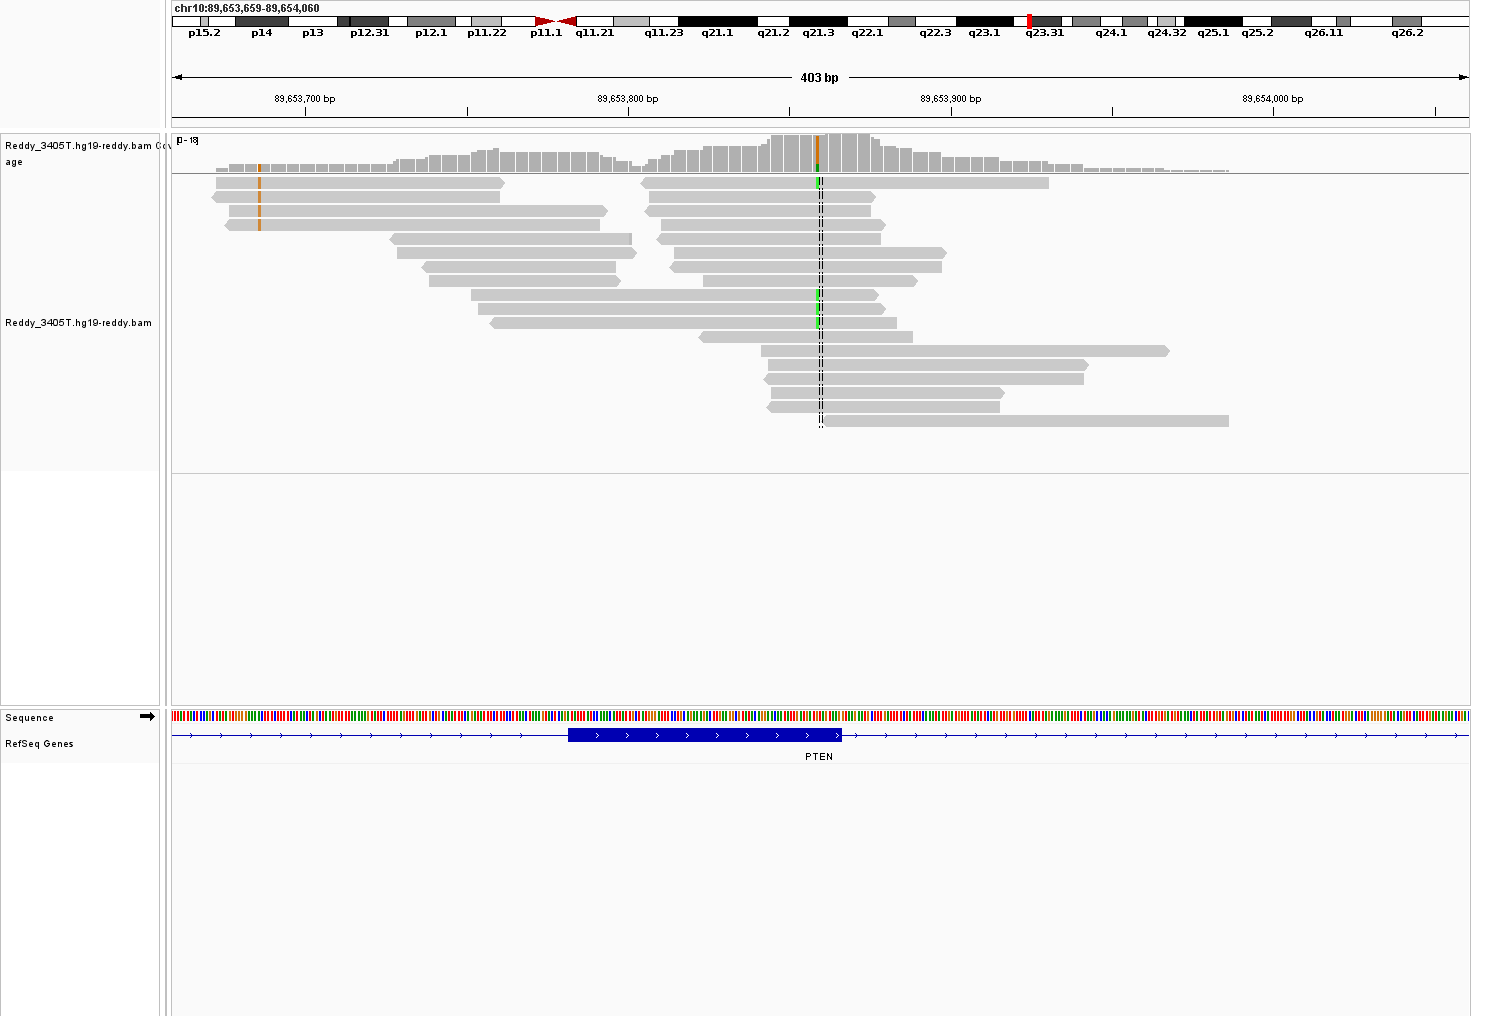 chr10:89,653,659-89,654,060
p15.2 p14 p13 p12.31 p12.1 p11.22 p11.1 q11.21 q11.23 q21.1 q21.2 q21.3 q22.1 q22.3 q23.1 q23.31 q24.1 q24.32 q25.1 q25.2 q26.11 q26.2
403 bp
89,653,700 bp 89,653,800 bp 89,653,900 bp 89,654,000 bp
Reddy_3405T.hg19-reddy.bam Cov
age
[0 - 18]
Reddy_3405T.hg19-reddy.bam
Sequence
RefSeq Genes
PTEN